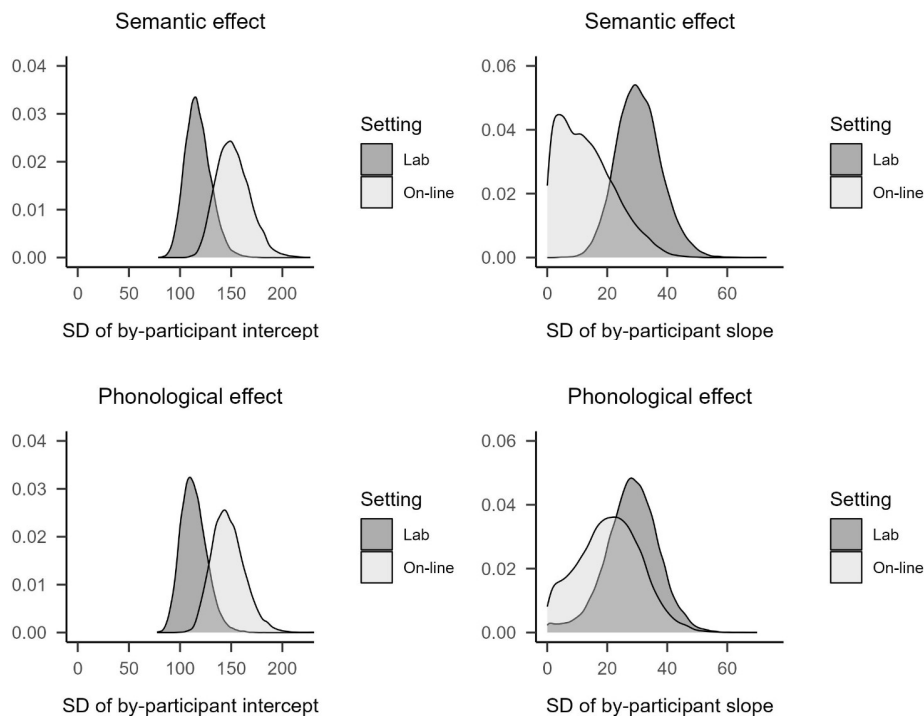 Semantic effect
0.04
0.03
0.02
0.01
0.00
0 50 100 150 200
SD of by-participant intercept
Setting
Lab
On-line
Semantic effect
0.06
0.04
0.02
0.00
0 20 40 60
SD of by-participant slope
Setting
Lab
On-line
Phonological effect
0.04
0.03
0.02
0.01
0.00
0 50 100 150 200
SD of by-participant intercept
Setting
Lab
On-line
Phonological effect
0.06
0.04
0.02
0.00
0 20 40 60
SD of by-participant slope
Setting
Lab
On-line